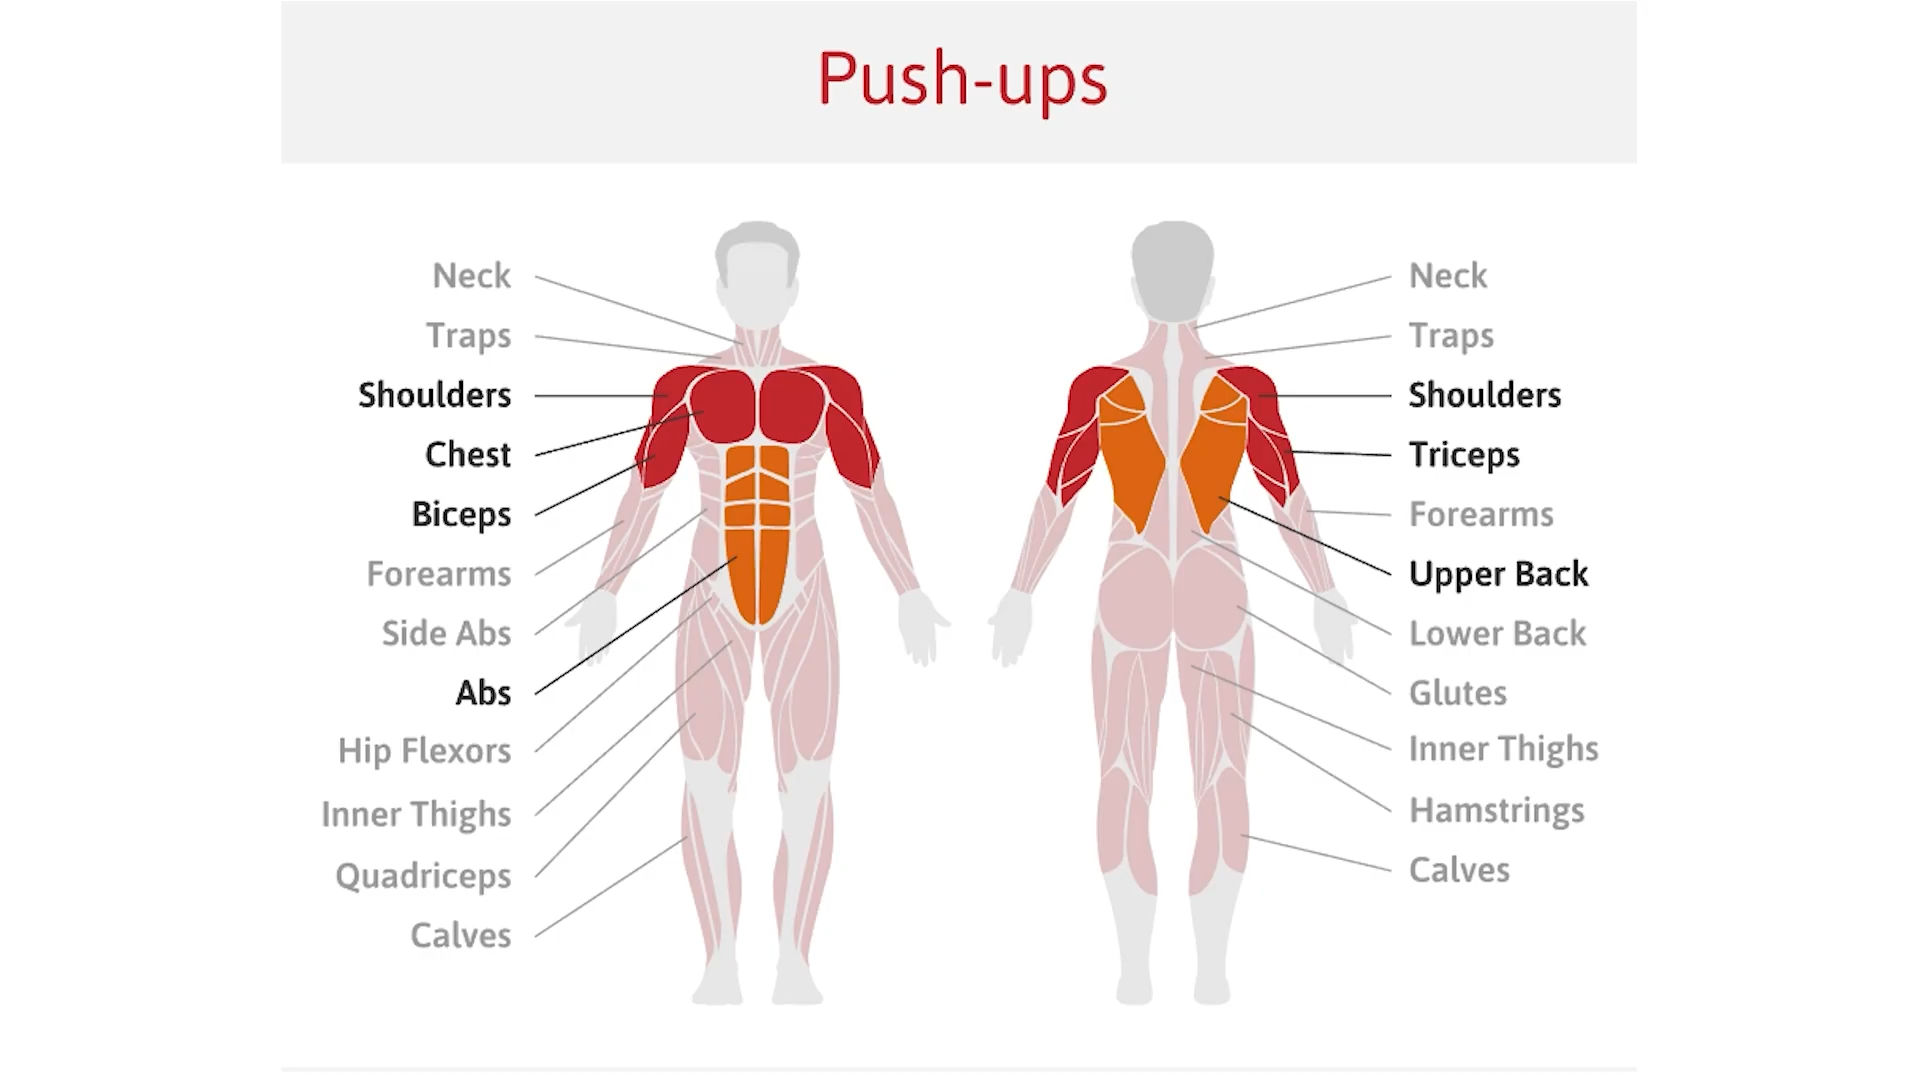 Push-ups
Neck
Traps
Shoulders
Chest
Biceps
Forearms
Side Abs
Abs
Hip Flexors
Inner Thighs
Quadriceps
Calves
Neck
Traps
Shoulders
Triceps
Forearms
Upper Back
Lower Back
Glutes
Inner Thighs
Hamstrings
Calves